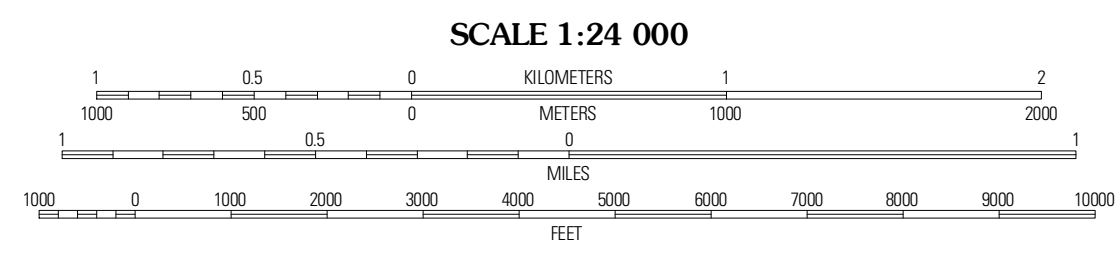 SCALE 1:24 000
1 0.5 0 KILOMETERS 1 2
1000 500 0 METERS 1000 2000
1 0.5 0 1
MILES
1000 0 1000 2000 3000 4000 5000 6000 7000 8000 9000 10000
FEET